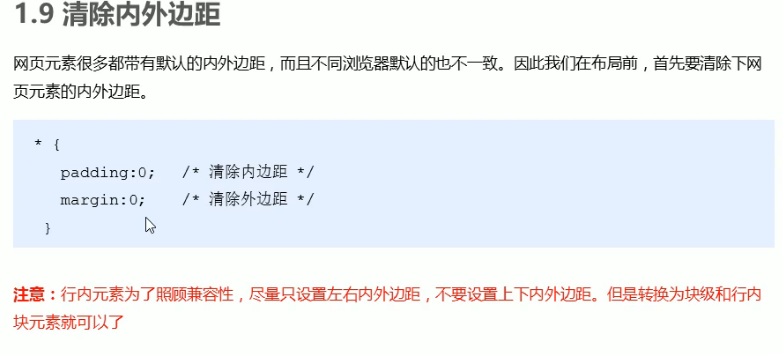 1.9 清除内外边距
网页元素很多都带有默认的内外边距，而且不同浏览器默认的也不一致。因此我们在布局前，首先要清除下网
页元素的内外边距。
* {
padding:0;   /* 清除内边距 */
margin:0;    /* 清除外边距 */
}
注意：行内元素为了照顾兼容性，尽量只设置左右内外边距，不要设置上下内外边距。但是转换为块级和行内
块元素就可以了